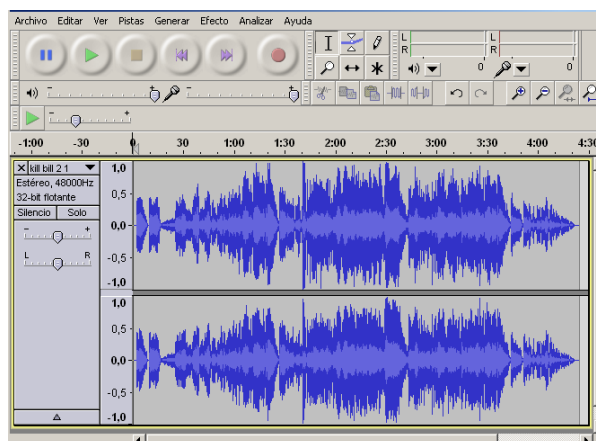 Archivo Editar Ver Pistas Generar Efecto Analizar Ayuda
L
R
L
R
0
0
- +
- +
- +
-1:00 -30 0 30 1:00 1:30 2:00 2:30 3:00 3:30 4:00 4:30
kill bill 2 1
Estéreo, 48000Hz
32-bit flotante
Silencio Solo
- +
L R
1,0
0,5-
0,0-
-0,5-
-1,0
1,0
0,5-
0,0-
-0,5-
-1,0